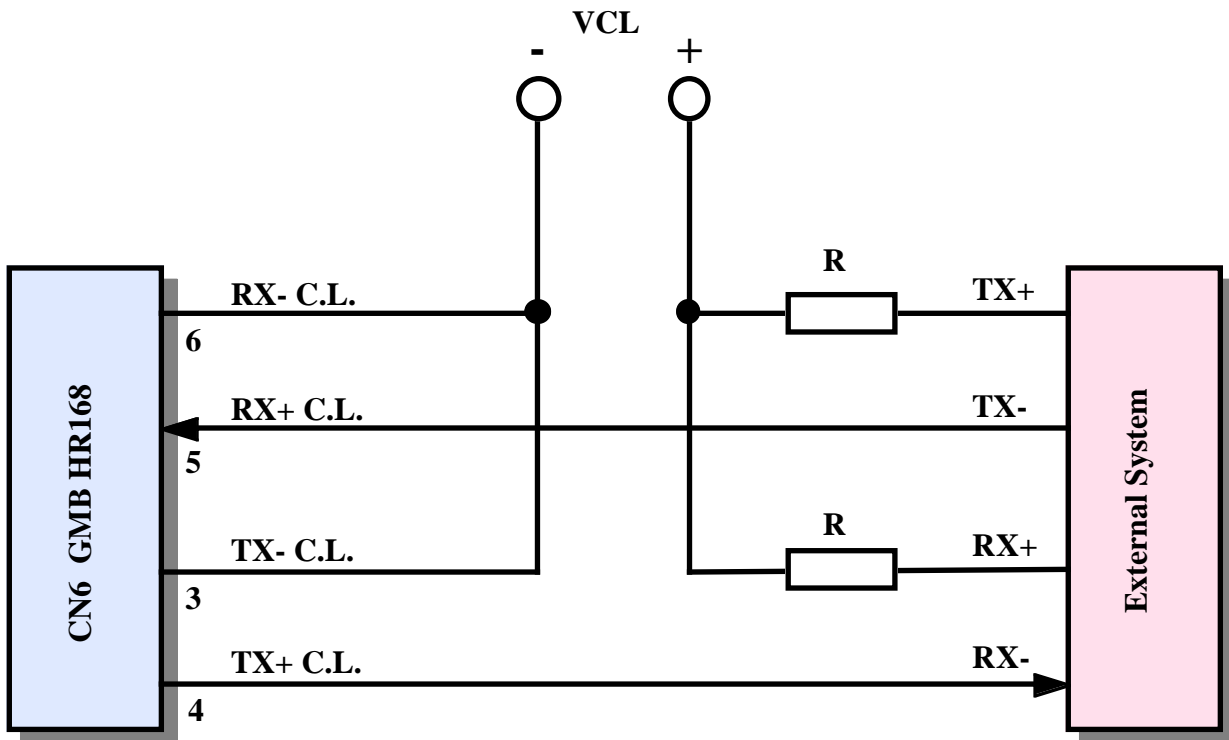 VCL
- +
R
RX- C.L. TX+
6
RX+ C.L. TX-
5
R
TX- C.L. RX+
3
TX+ C.L. RX-
4
CN6 GMB HR168
External System